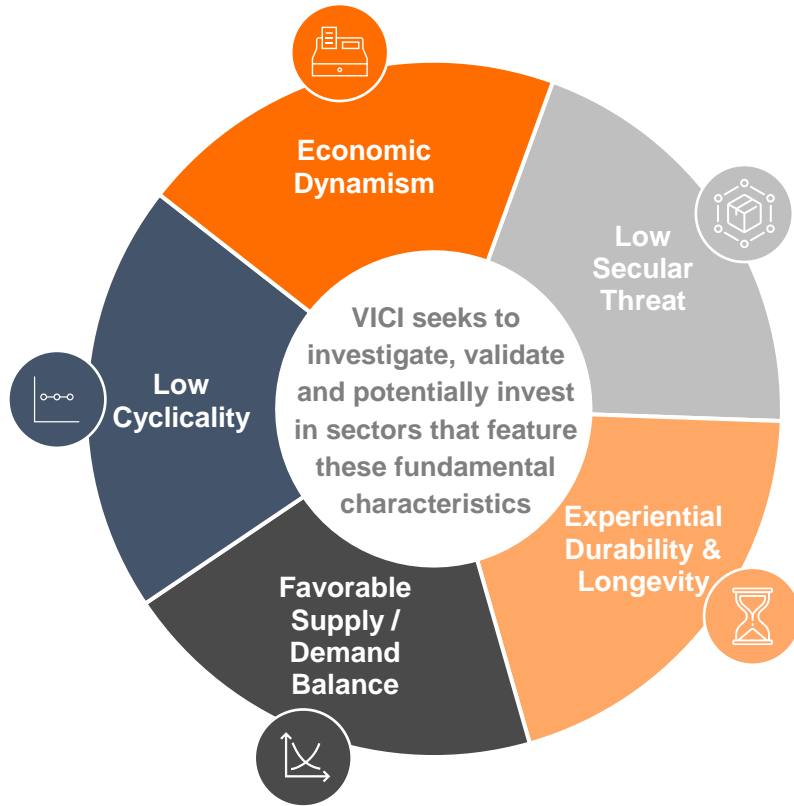 Economic
Dynamism
Low
Secular
Threat
Low
Cyclicality
VICI seeks to
investigate, validate
and potentially invest
in sectors that feature
these fundamental
characteristics
Experiential
Durability &
Longevity
Favorable
Supply /
Demand
Balance